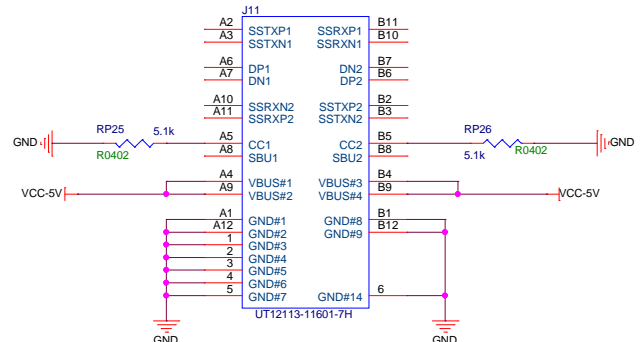 J11
A2 SSTXP1 SSRXP1 B11
A3 SSTXN1 SSRXN1 B10
A6 DP1 DN2 B7
A7 DN1 DP2 B6
A10 SSRXN2 SSTXP2 B2
A11 SSRXP2 SSTXN2 B3
GND RP25 5.1k R0402 A5 CC1 CC2 B5 RP26 5.1k R0402 GND
A8 SBU1 SBU2 B8
A4 VBUS#1 VBUS#3 B4
VCC-5V A9 VBUS#2 VBUS#4 B9 VCC-5V
A1 GND#1 GND#8 B1
A12 GND#2 GND#9 B12
1 GND#3
2 GND#4
3 GND#5
4 GND#6
5 GND#7 GND#14 6
UT12113-11601-7H
GND GND